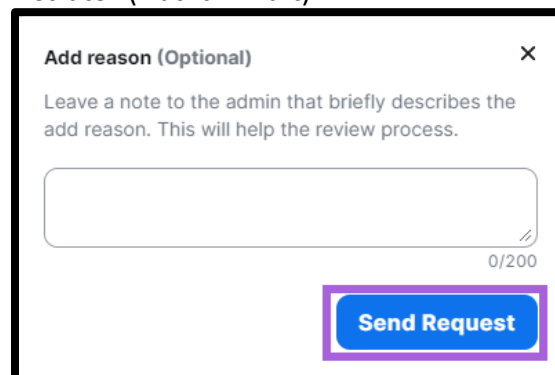 Add reason (Optional)
Leave a note to the admin that briefly describes the
add reason. This will help the review process.
0/200
Send Request